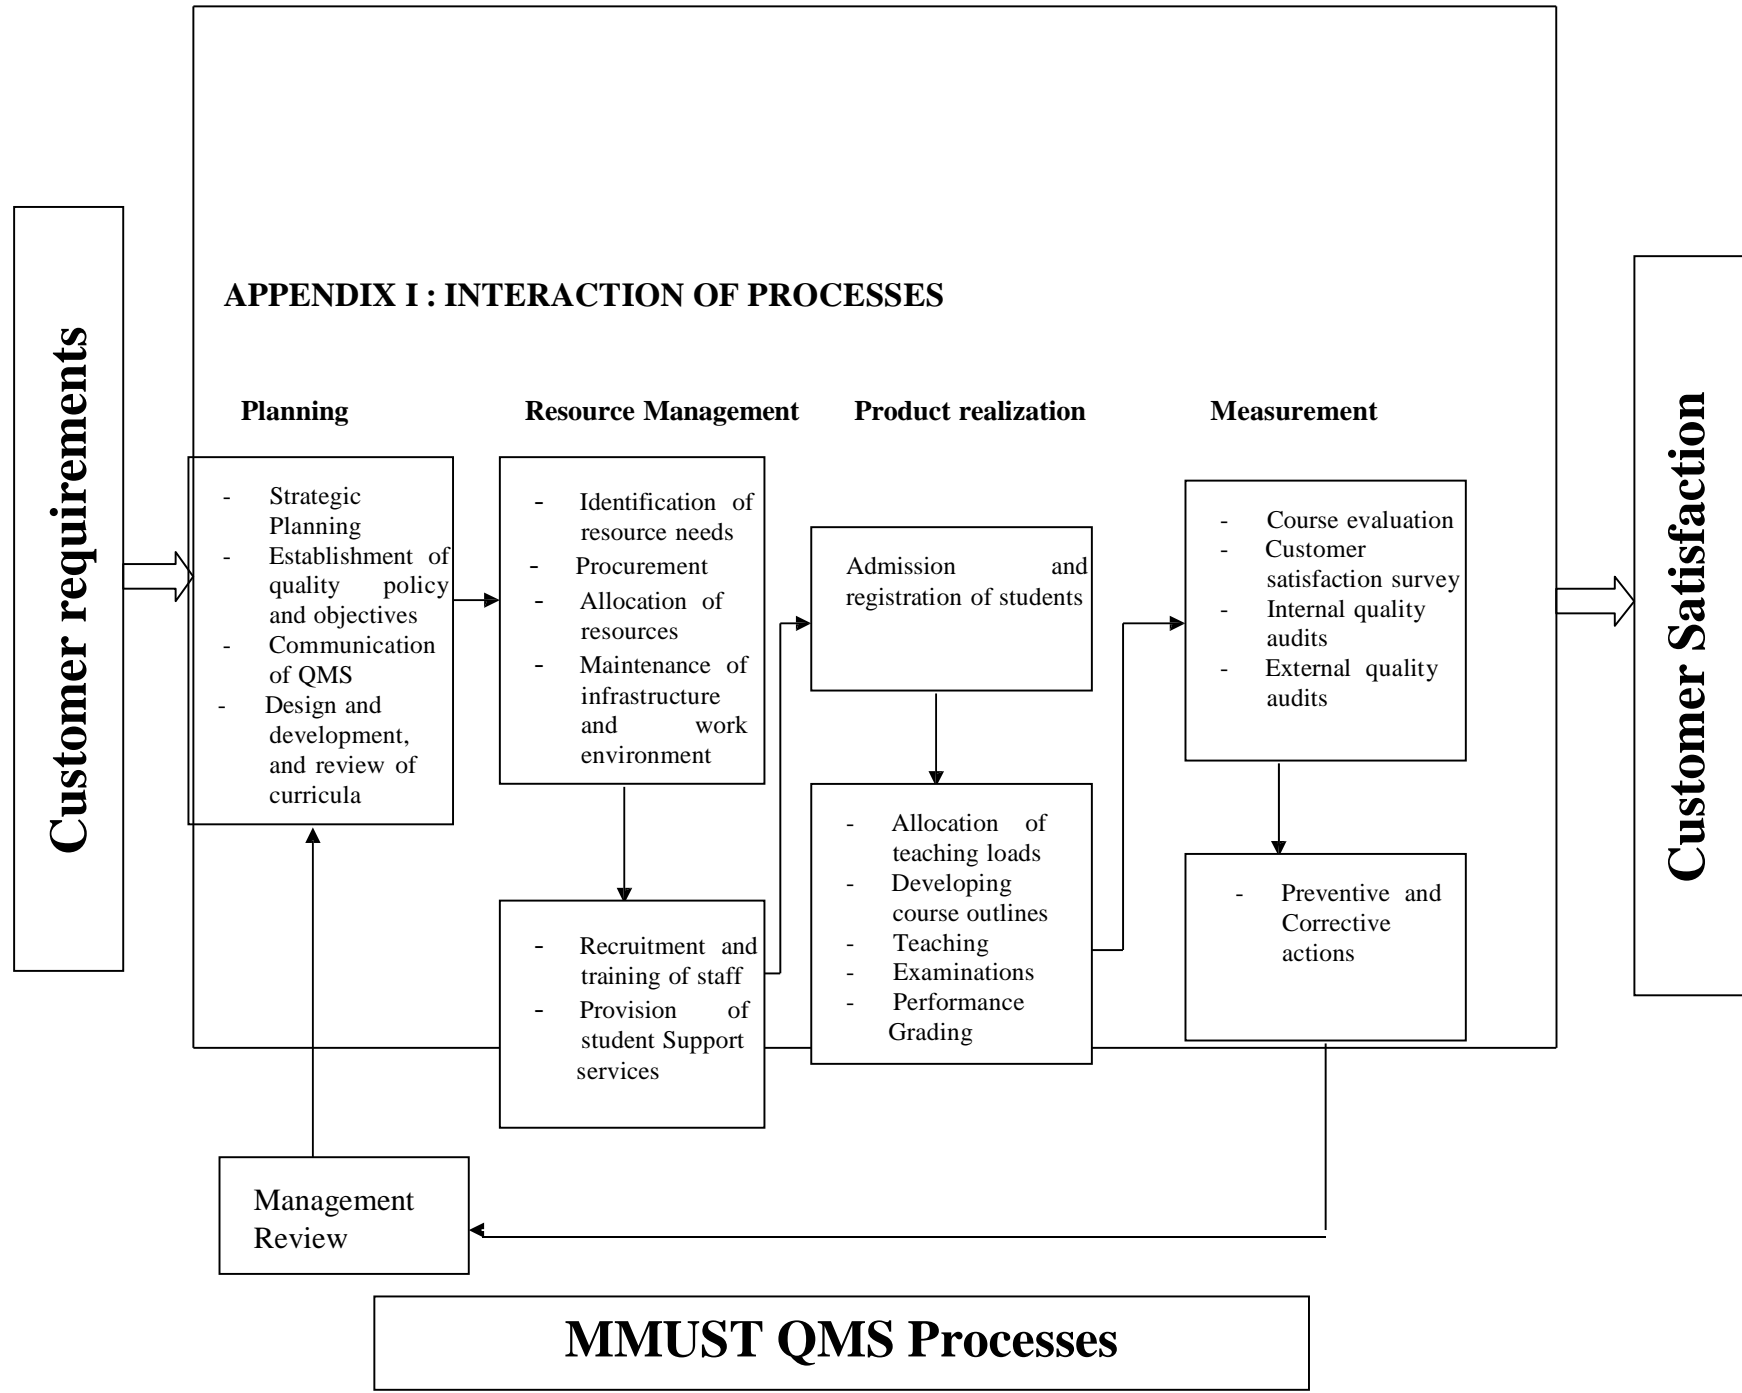 APPENDIX I : INTERACTION OF PROCESSES
Customer requirements
Planning
- Strategic
Planning
- Establishment of
quality policy
and objectives
- Communication
of QMS
- Design and
development,
and review of
curricula
Resource Management
- Identification of
resource needs
- Procurement
- Allocation of
resources
- Maintenance of
infrastructure
and work
environment
- Recruitment and
training of staff
- Provision of
student Support
services
Product realization
Admission and
registration of students
- Allocation of
teaching loads
- Developing
course outlines
- Teaching
- Examinations
- Performance
Grading
Measurement
- Course evaluation
- Customer
satisfaction survey
- Internal quality
audits
- External quality
audits
- Preventive and
Corrective
actions
Customer Satisfaction
Management
Review
MMUST QMS Processes